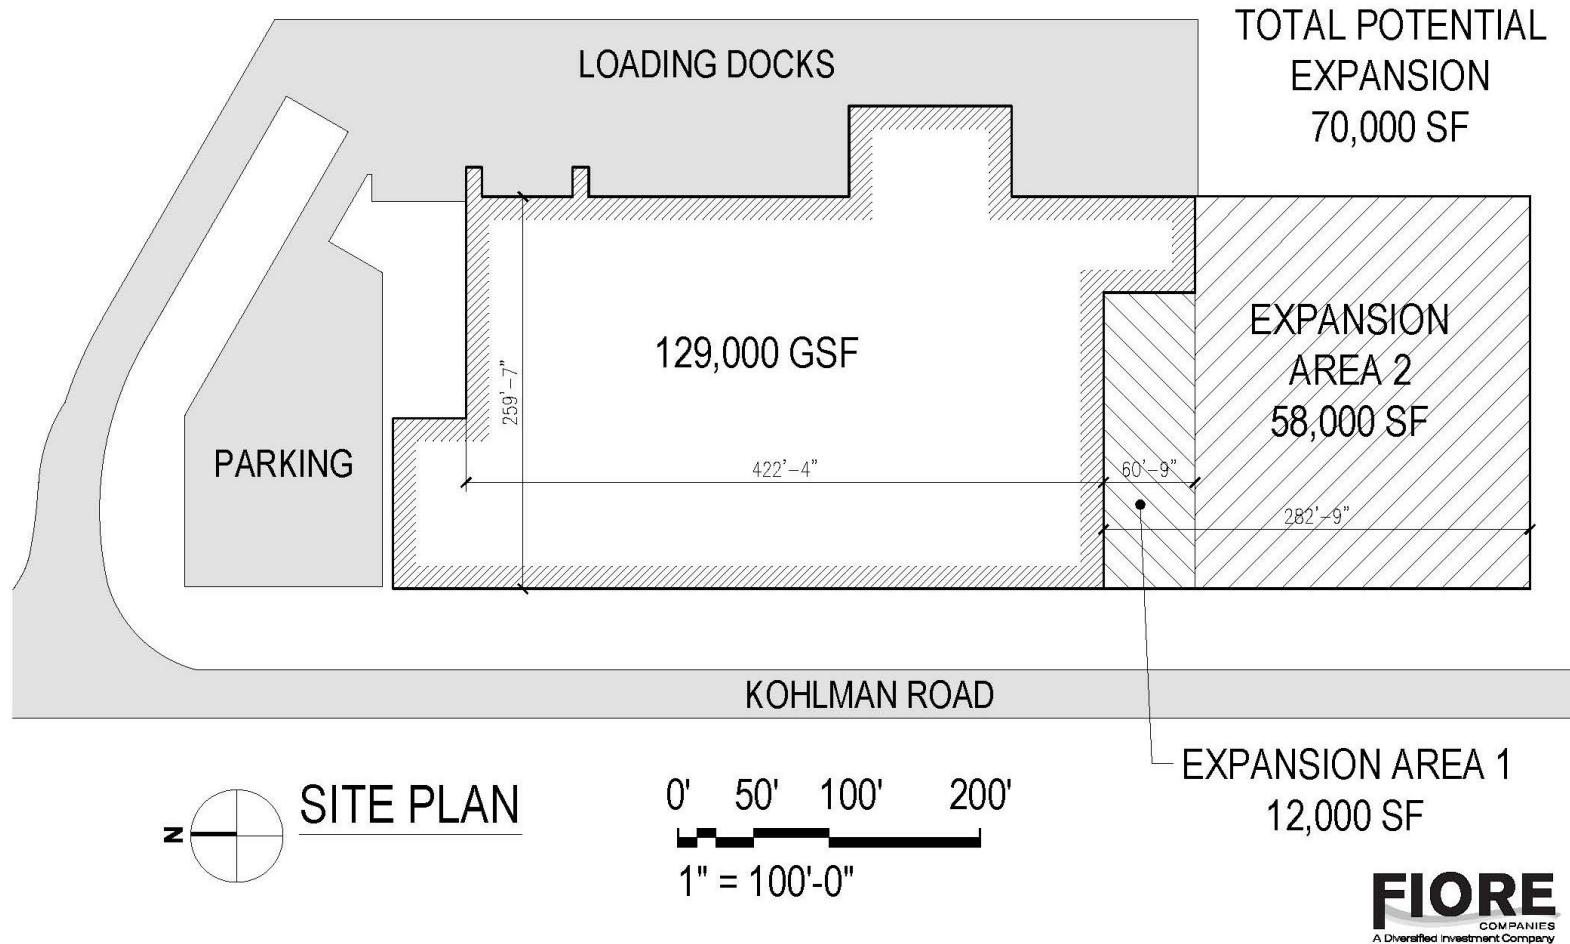 TOTAL POTENTIAL
EXPANSION
70,000 SF
LOADING DOCKS
129,000 GSF
259'-7"
EXPANSION
AREA 2
58,000 SF
PARKING
422'-4"
60'-9"
282'-9"
KOHLMAN ROAD
EXPANSION AREA 1
12,000 SF
N
SITE PLAN
0' 50' 100' 200'
1" = 100'-0"
FIORE
COMPANIES
A Diversified Investment Company